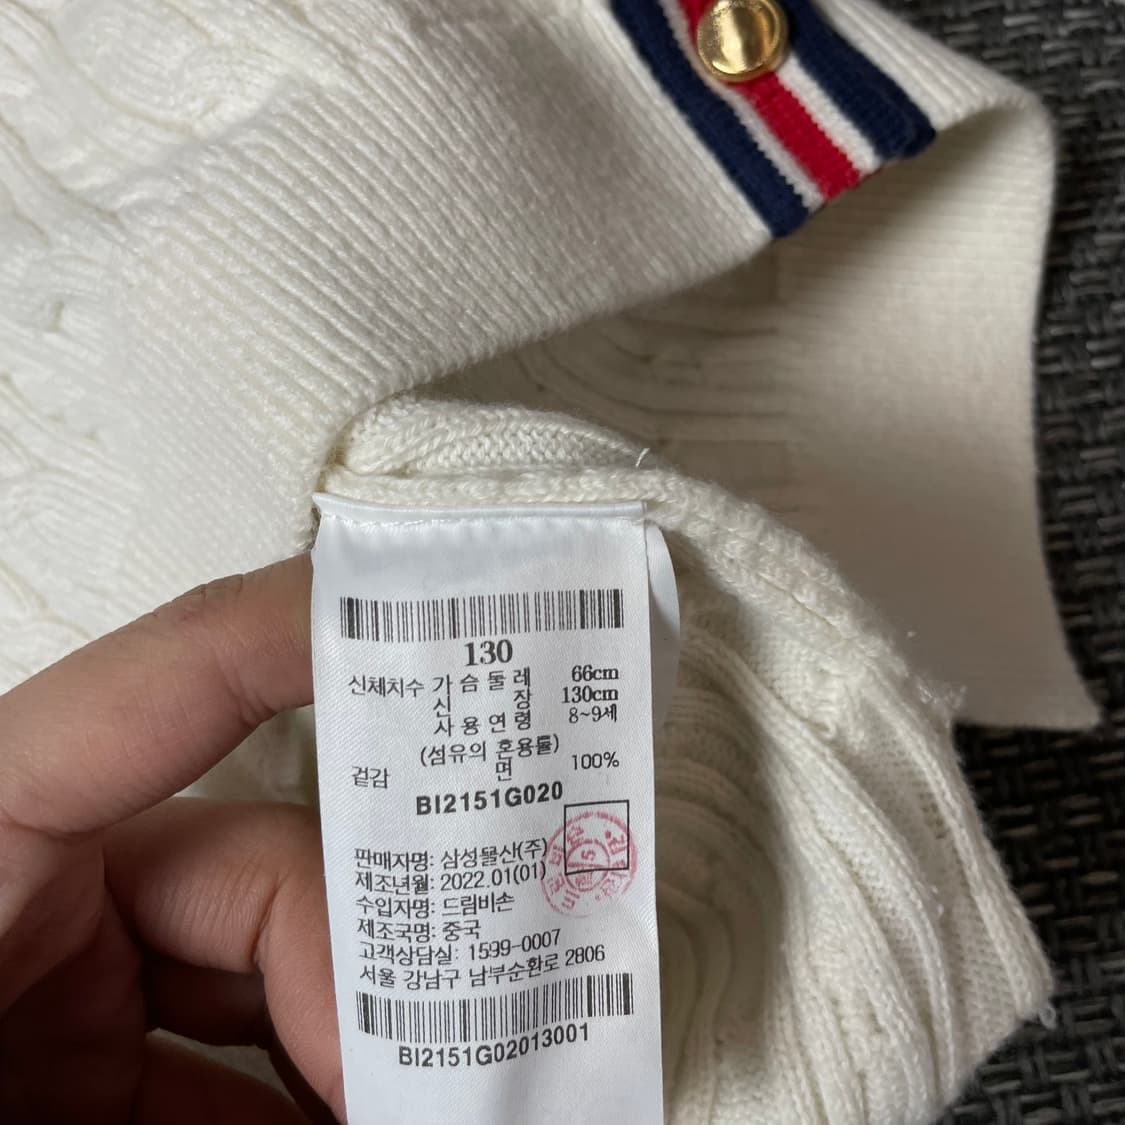 130
신체치수 가 슴 둘 레 66cm
신 장 130cm
사 용 연 령 8~9세
(섬유의 혼용률)
겉감 면 100%
BI2151G020
판매자명: 삼성물산(주)
제조년월: 2022.01(01)
수입자명: 드림비손
제조국명: 중국
고객상담실: 1599-0007
서울 강남구 남부순환로 2806
BI2151G02013001